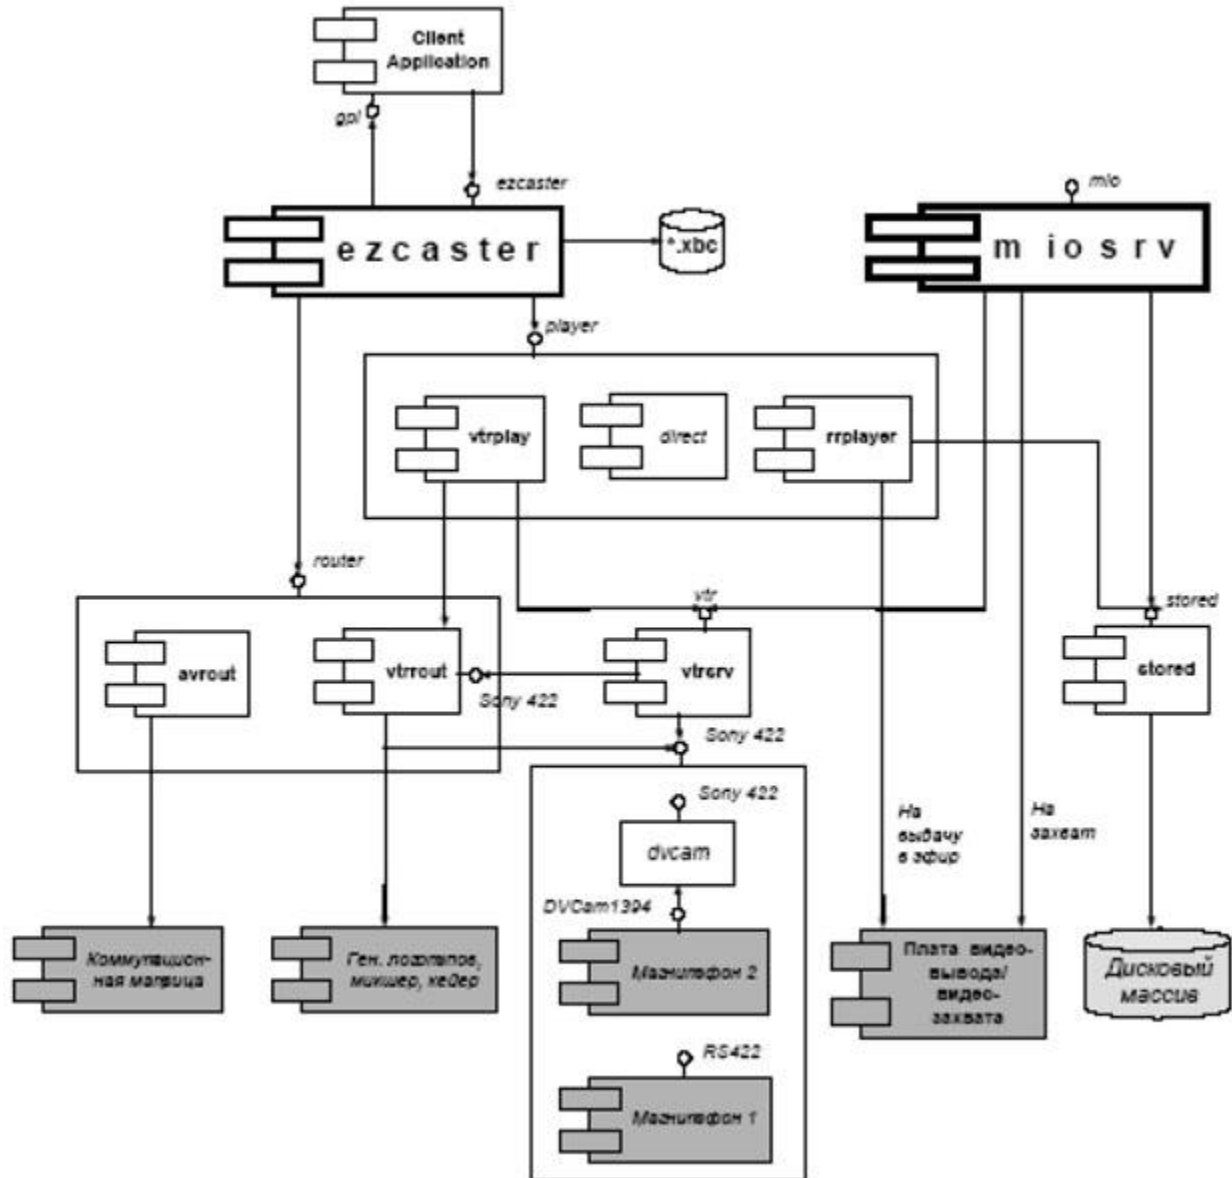 Client
Application
gpi
ezcaster
mio
ezcaster
*.xbc
miosrv
player
vtrplay
direct
rrplayer
router
vtr
stored
avrout
vtrrout
vtrsrv
stored
Sony 422
Sony 422
Sony 422
На
выдачу
в эфир
На
захват
dvcam
DVCam1394
Коммутацион-
ная матрица
Ген. логотипов,
микшер, кейер
Магнитофон 2
Плата видео-
вывода/
видео-
захвата
Дисковый
массив
RS422
Магнитофон 1